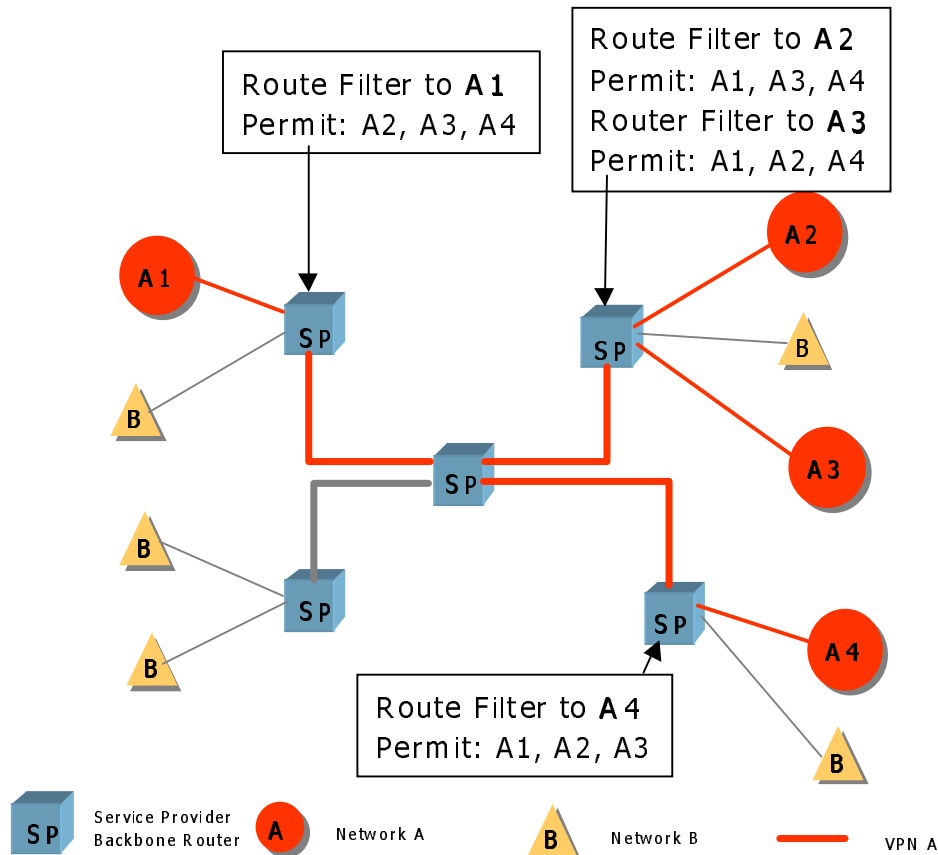 Route Filter to A1
Permit: A2, A3, A4
Route Filter to A2
Permit: A1, A3, A4
Router Filter to A3
Permit: A1, A2, A4
A1
SP
B
SP
A2
B
A3
SP
B
B
SP
SP
A4
B
Route Filter to A4
Permit: A1, A2, A3
SP
Service Provider
Backbone Router
A
Network A
B
Network B
VPN A